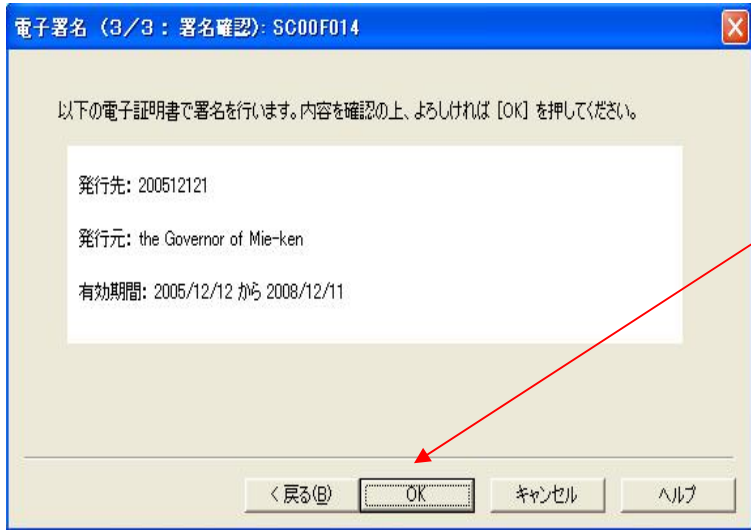 電子署名 (3/3 : 署名確認): SC00F014
以下の電子証明書で署名を行います。内容を確認の上、よろしければ [OK] を押してください。
発行先: 200512121
発行元: the Governor of Mie-ken
有効期間: 2005/12/12 から 2008/12/11
< 戻る(B) OK キャンセル ヘルプ